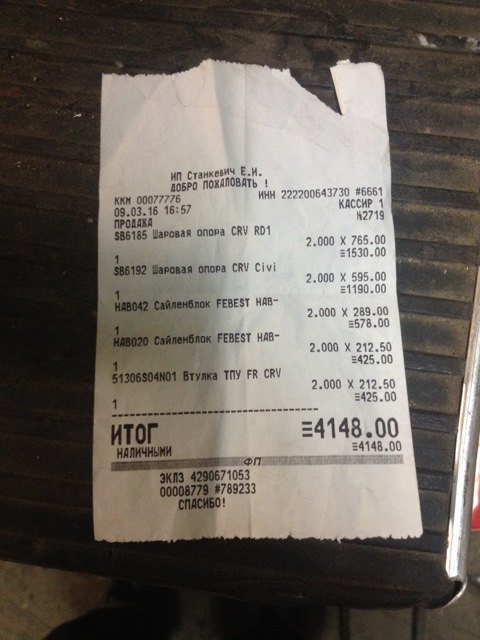 ИП Станкевич Е.И.
ДОБРО ПОЖАЛОВАТЬ !
ККМ 00077776 ИНН 222200643730 #6661
09.03.16 16:57 КАССИР 1
ПРОДАЖА №2719
SB6185 Шаровая опора CRV RD1
2.000 X 765.00
1 ≡1530.00
SB6192 Шаровая опора CRV Civi
2.000 X 595.00
1 ≡1190.00
HAB042 Сайленблок FEBEST HAB-
2.000 X 289.00
1 ≡578.00
HAB020 Сайленблок FEBEST HAB-
2.000 X 212.50
1 ≡425.00
51306S04N01 Втулка ТПУ FR CRV
2.000 X 212.50
1 ≡425.00
ИТОГ ≡4148.00
НАЛИЧНЫМИ ≡4148.00
ФП
ЭКЛЗ 4290671053
00008779 #789233
СПАСИБО!